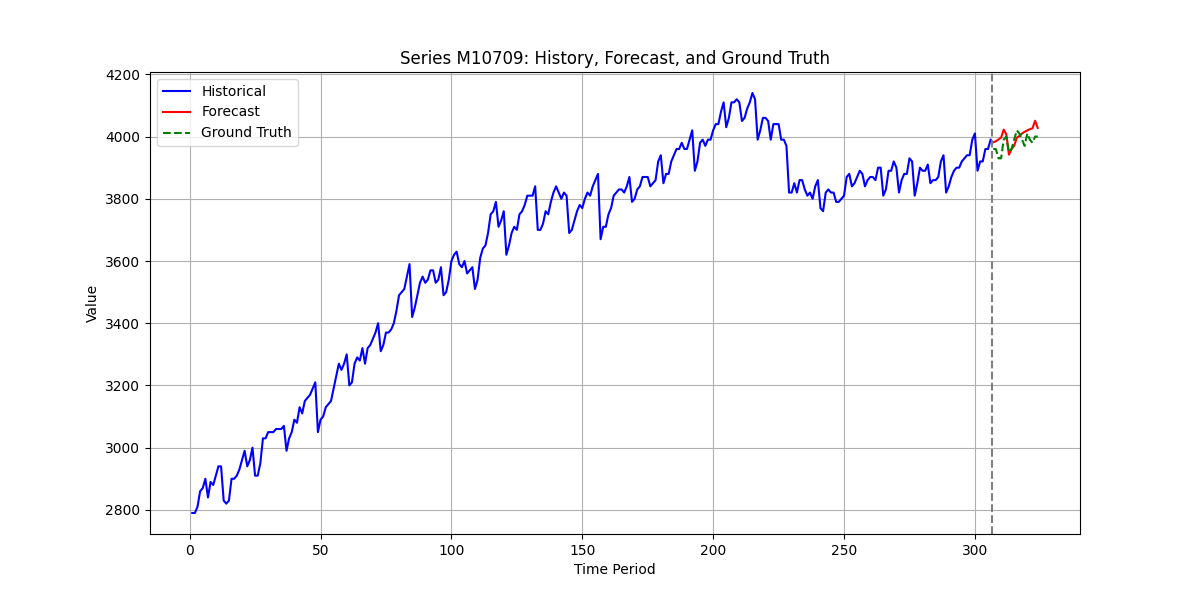 Series M10709: History, Forecast, and Ground Truth
Historical
Forecast
Ground Truth
Value
4200
4000
3800
3600
3400
3200
3000
2800
0 50 100 150 200 250 300
Time Period